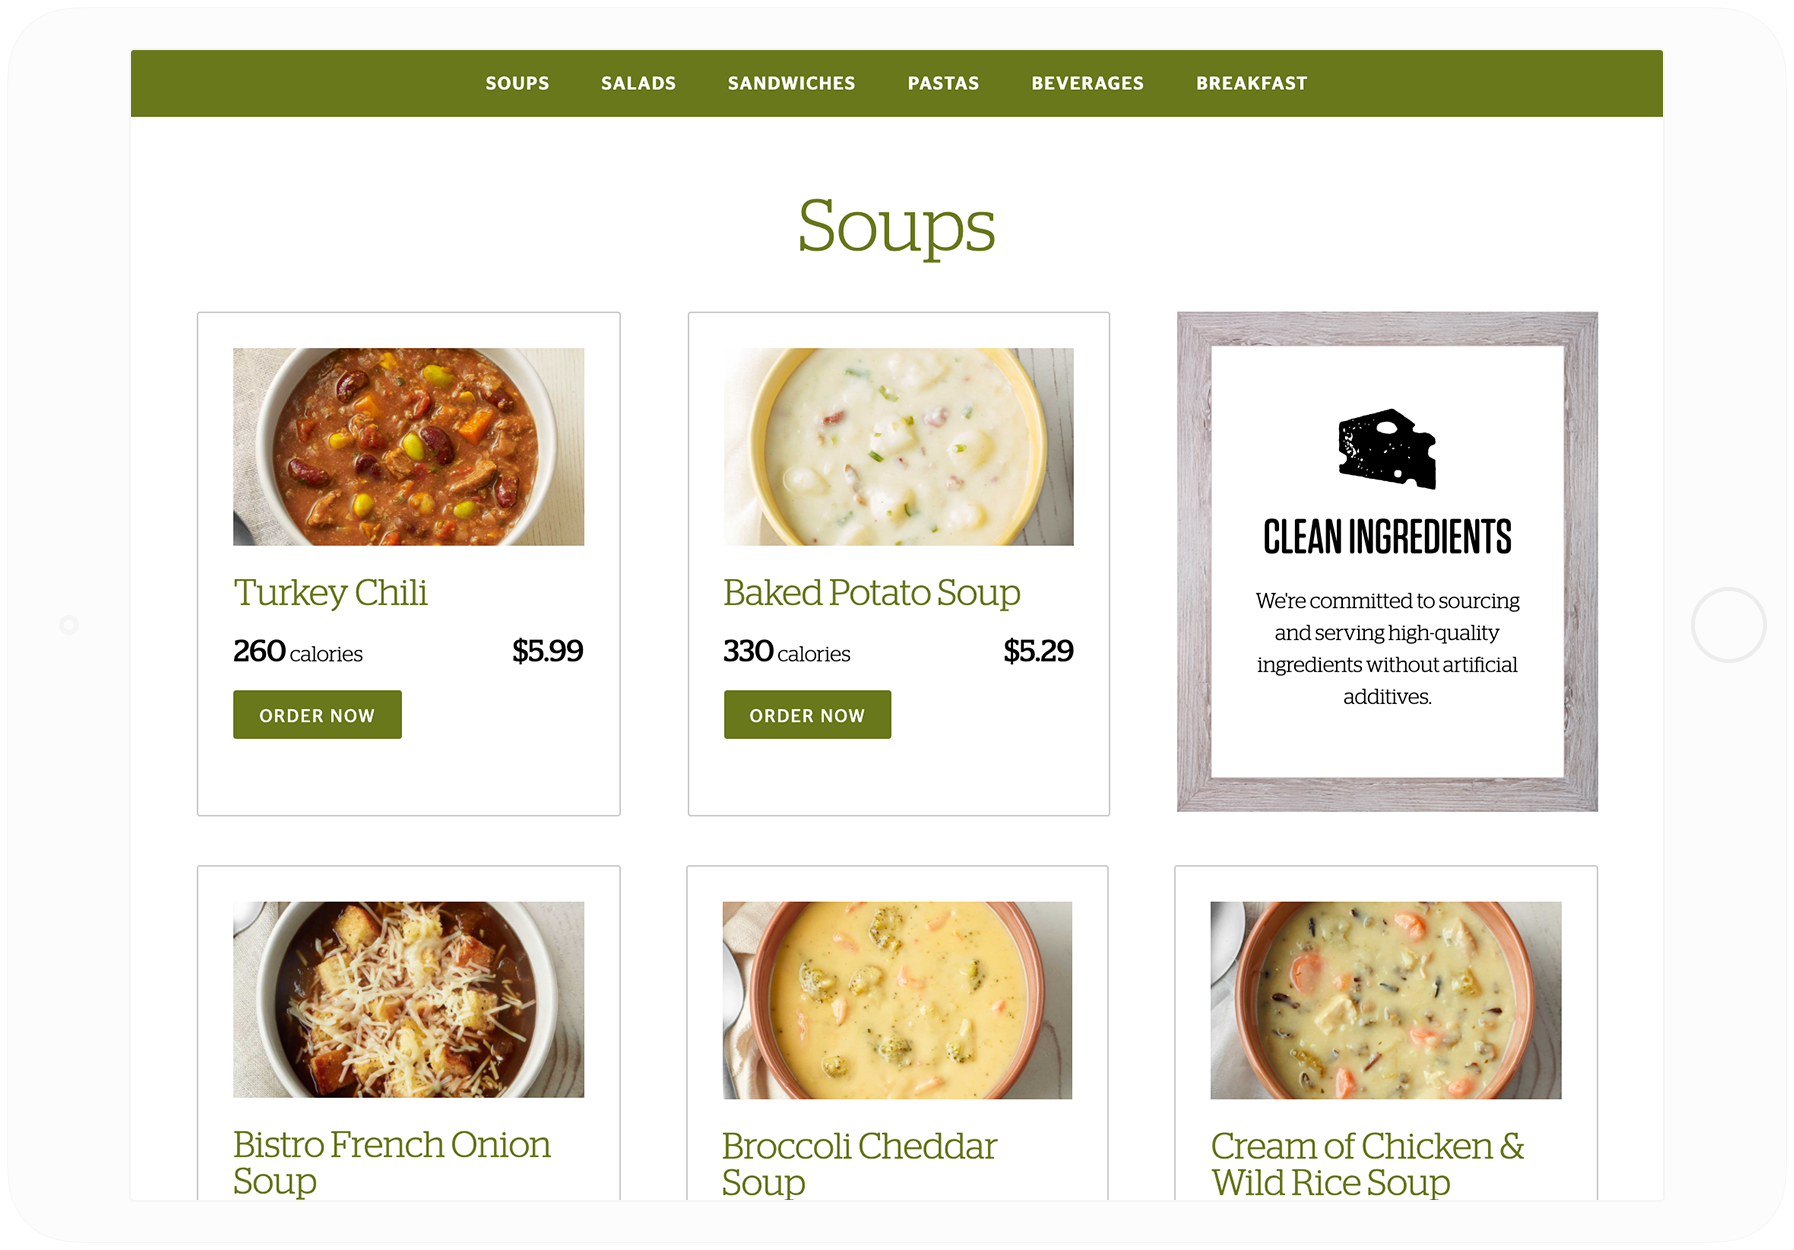 SOUPS SALADS SANDWICHES PASTAS BEVERAGES BREAKFAST
Soups
Turkey Chili
260 calories $5.99
ORDER NOW
Baked Potato Soup
330 calories $5.29
ORDER NOW
CLEAN INGREDIENTS
We're committed to sourcing
and serving high-quality
ingredients without artificial
additives.
Bistro French Onion
Soup
Broccoli Cheddar
Soup
Cream of Chicken &
Wild Rice Soup